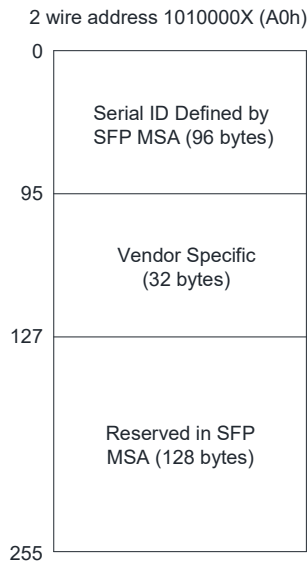 2 wire address 1010000X (A0h)
0
Serial ID Defined by
SFP MSA (96 bytes)
95
Vendor Specific
(32 bytes)
127
Reserved in SFP
MSA (128 bytes)
255